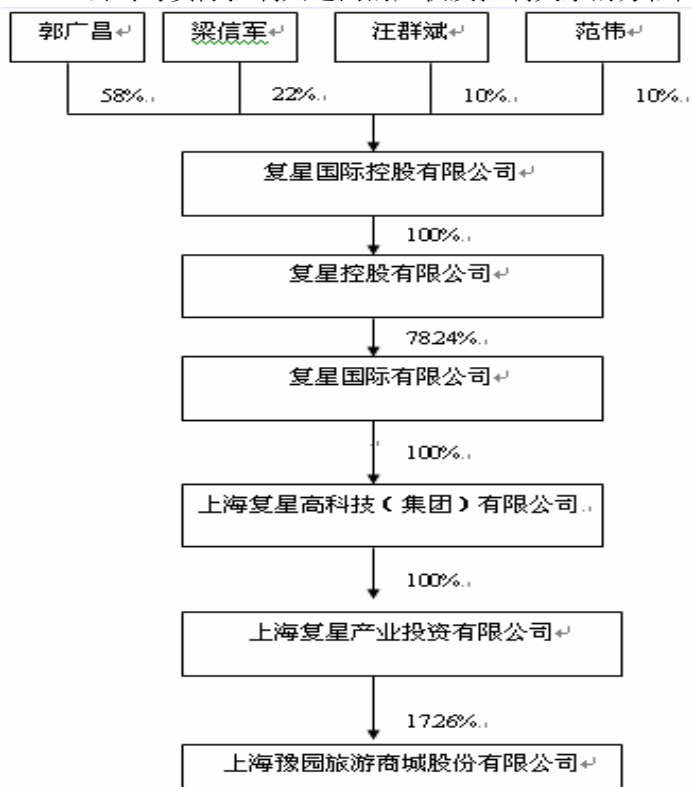 郭广昌 梁信军 汪群斌 范伟
58% 22% 10% 10%
复星国际控股有限公司
100%
复星控股有限公司
78.24%
复星国际有限公司
100%
上海复星高科技(集团)有限公司
100%
上海复星产业投资有限公司
17.26%
上海豫园旅游商城股份有限公司